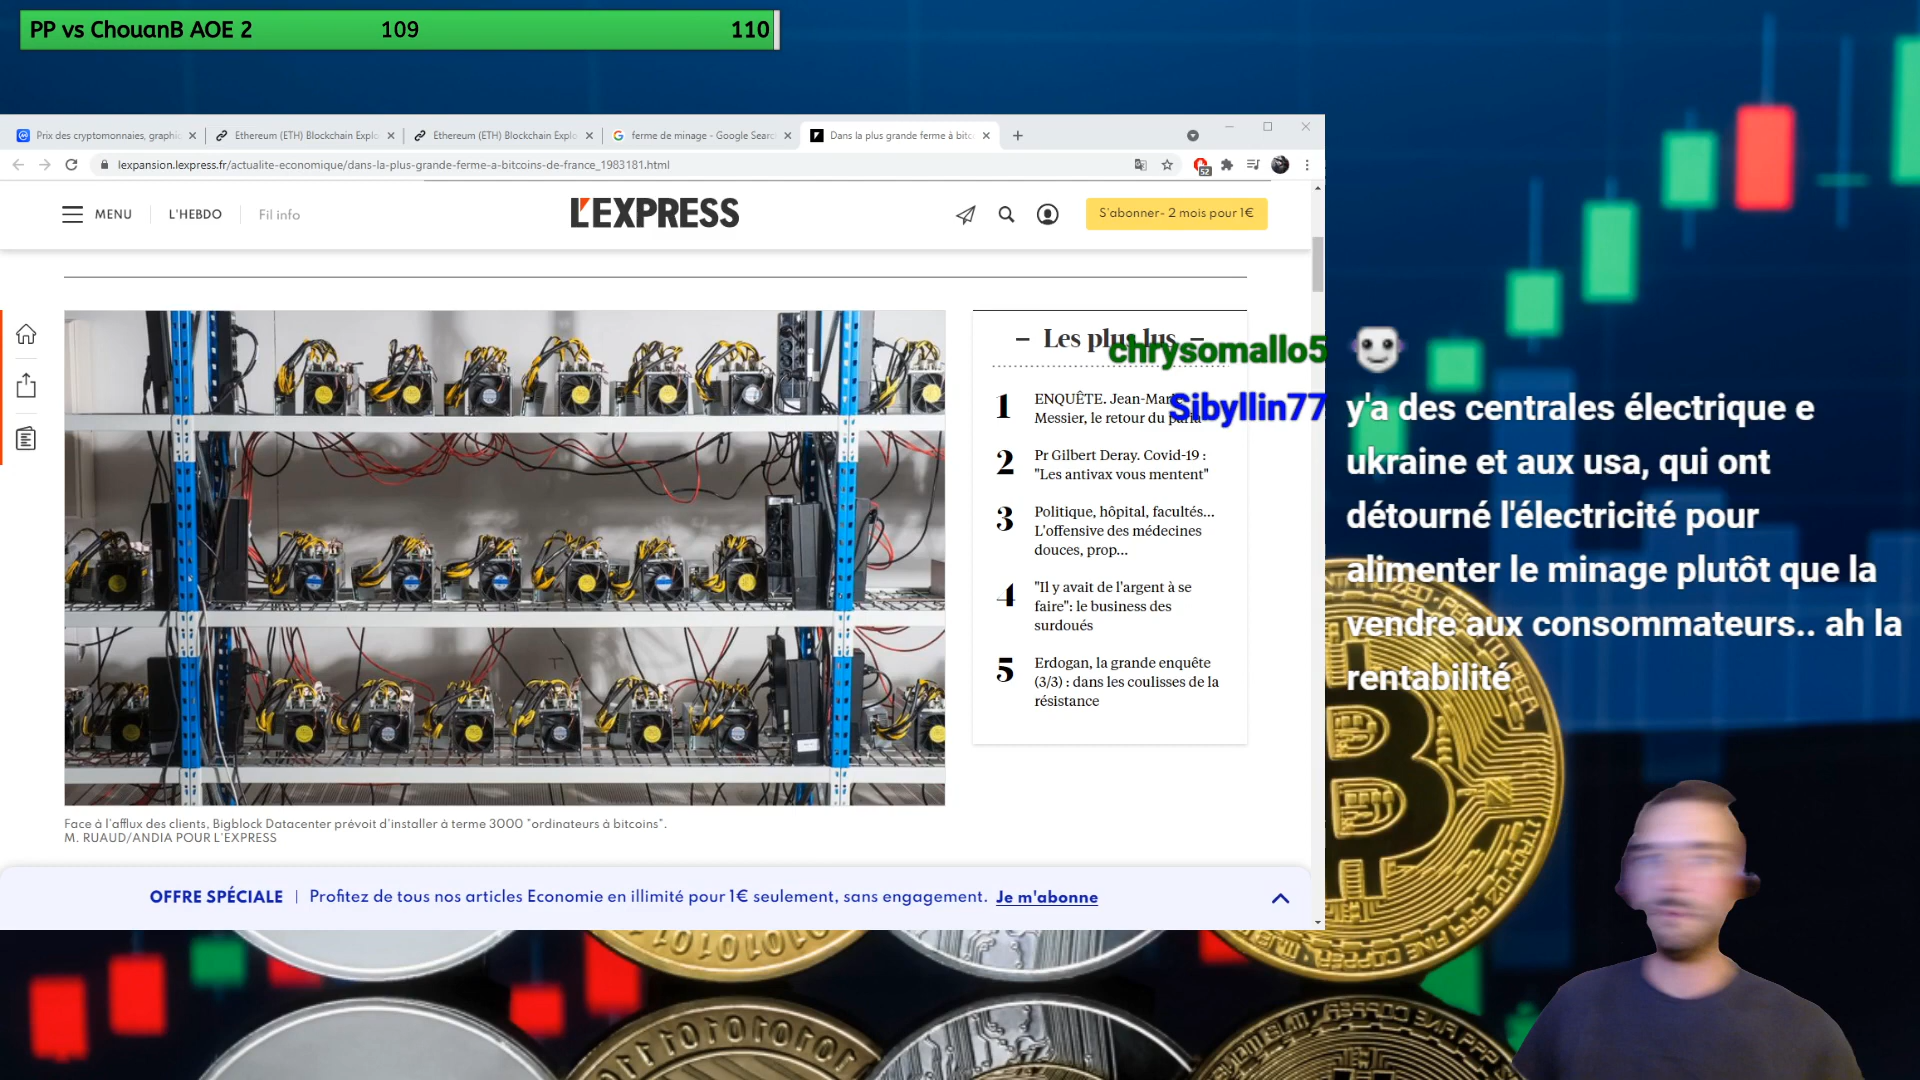 PP vs ChouanB AOE 2 109 110
Prix des cryptomonnaies, graphic
Ethereum (ETH) Blockchain Explo
Ethereum (ETH) Blockchain Explo
ferme de minage - Google Searc
Dans la plus grande ferme à bitc
lexpansion.lexpress.fr/actualite-economique/dans-la-plus-grande-ferme-a-bitcoins-de-france_1983181.html
52
MENU
L'HEBDO
Fil info
L'EXPRESS
S'abonner- 2 mois pour 1€
Les plus lus
1 ENQUÊTE. Jean-Marie
Messier, le retour du paria
2 Pr Gilbert Deray. Covid-19 :
"Les antivax vous mentent"
3 Politique, hôpital, facultés...
L'offensive des médecines
douces, prop...
4 "Il y avait de l'argent à se
faire": le business des
surdoués
5 Erdogan, la grande enquête
(3/3) : dans les coulisses de la
résistance
Face à l'afflux des clients, Bigblock Datacenter prévoit d'installer à terme 3000 "ordinateurs à bitcoins".
M. RUAUD/ANDIA POUR L'EXPRESS
OFFRE SPÉCIALE | Profitez de tous nos articles Economie en illimité pour 1€ seulement, sans engagement. Je m'abonne
chrysomallo5
Sibyllin77 y'a des centrales électrique e
ukraine et aux usa, qui ont
détourné l'électricité pour
alimenter le minage plutôt que la
vendre aux consommateurs.. ah la
rentabilité